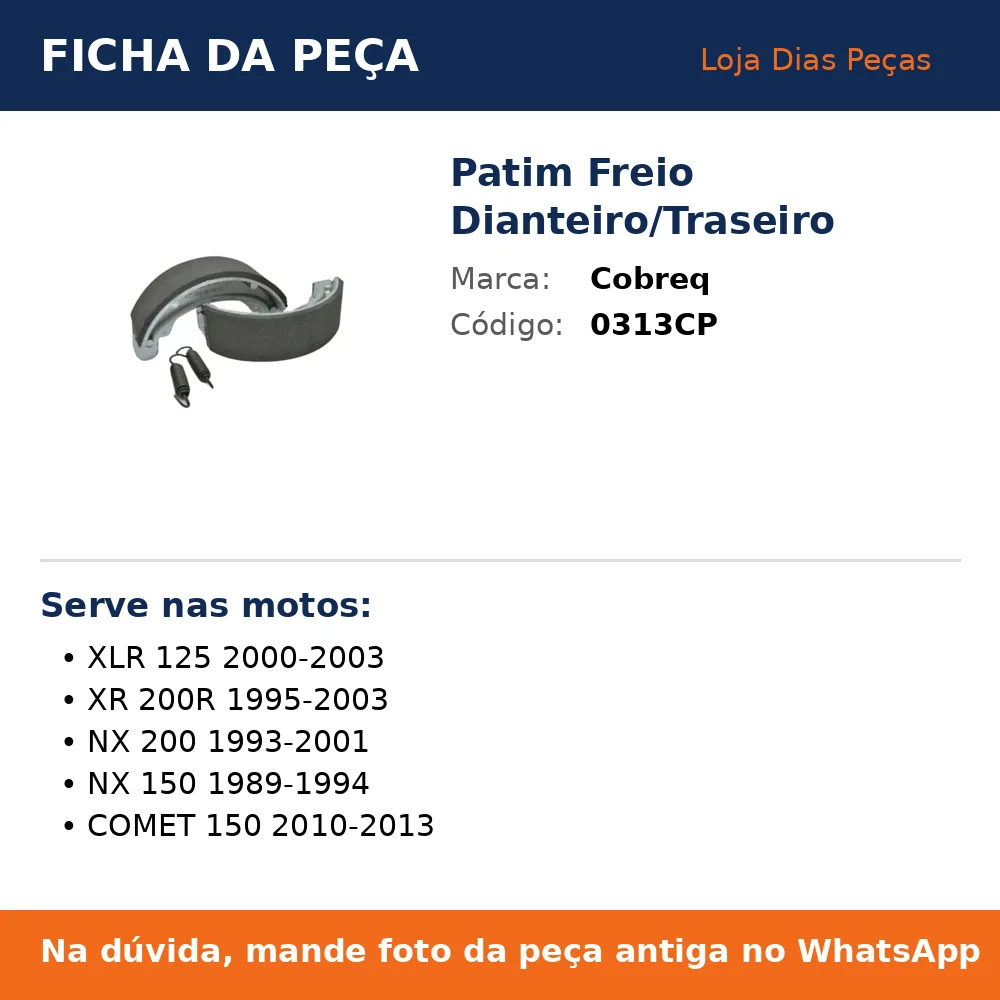 FICHA DA PEÇA
Loja Dias Peças
Patim Freio
Dianteiro/Traseiro
Marca: Cobreq
Código: 0313CP
Serve nas motos:
• XLR 125 2000-2003
• XR 200R 1995-2003
• NX 200 1993-2001
• NX 150 1989-1994
• COMET 150 2010-2013
Na dúvida, mande foto da peça antiga no WhatsApp